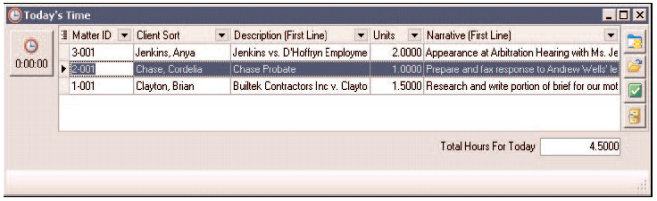 Today's Time
Matter ID Client Sort Description (First Line) Units Narrative (First Line)
0:00:00
3-001 Jenkins, Anya Jenkins vs. D'Hoffryn Employme 2.0000 Appearance at Arbitration Hearing with Ms. Je
2-001 Chase, Cordelia Chase Probate 1.0000 Prepare and fax response to Andrew Wells' le
1-001 Clayton, Brian Builtek Contractors Inc v. Clayto 1.5000 Research and write portion of brief for our mot
Total Hours For Today 4.5000